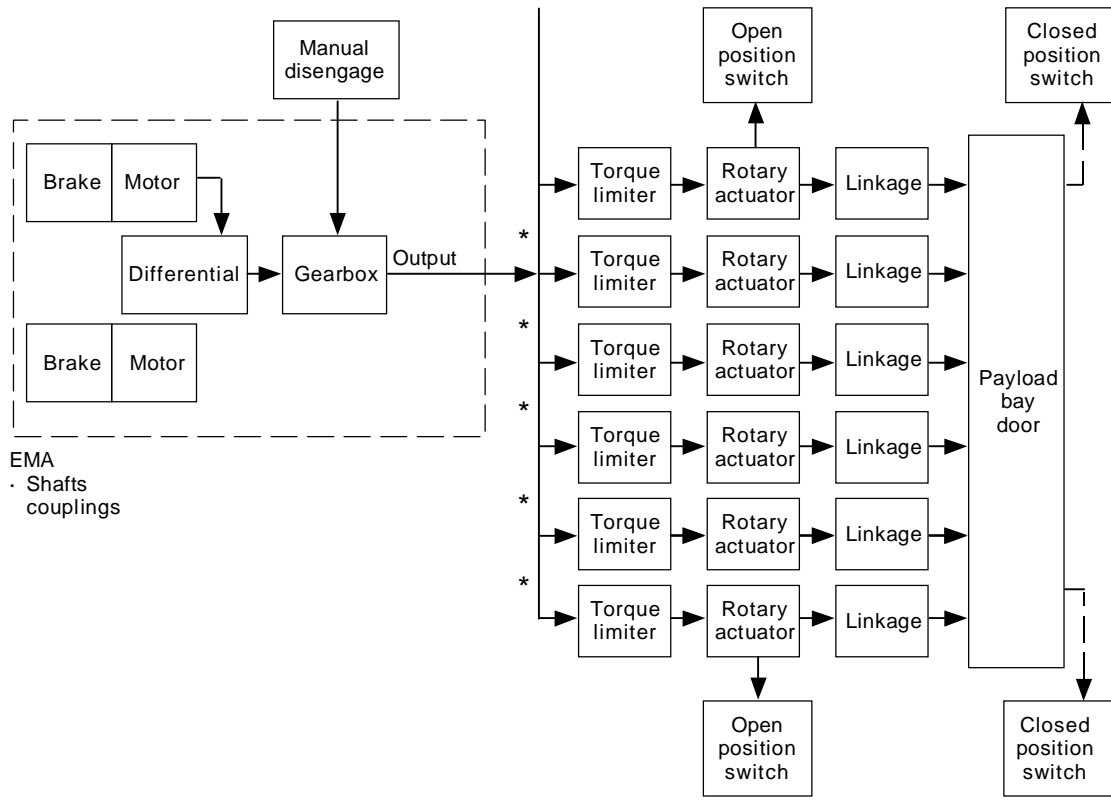 Manual
disengage
Open
position
switch
Closed
position
switch
Brake
Motor
Differential
Gearbox
Output
Brake
Motor
EMA
· Shafts
couplings
*
*
*
*
*
Torque
limiter
Rotary
actuator
Linkage
Torque
limiter
Rotary
actuator
Linkage
Torque
limiter
Rotary
actuator
Linkage
Torque
limiter
Rotary
actuator
Linkage
Torque
limiter
Rotary
actuator
Linkage
Torque
limiter
Rotary
actuator
Linkage
Payload
bay
door
Open
position
switch
Closed
position
switch